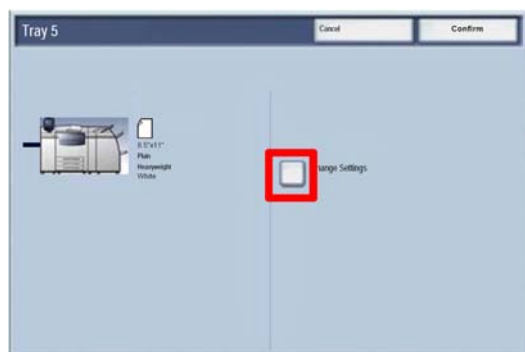 Tray 5
Cancel
Confirm
8.5"x11"
Plain
Heavyweight
White
hange Settings